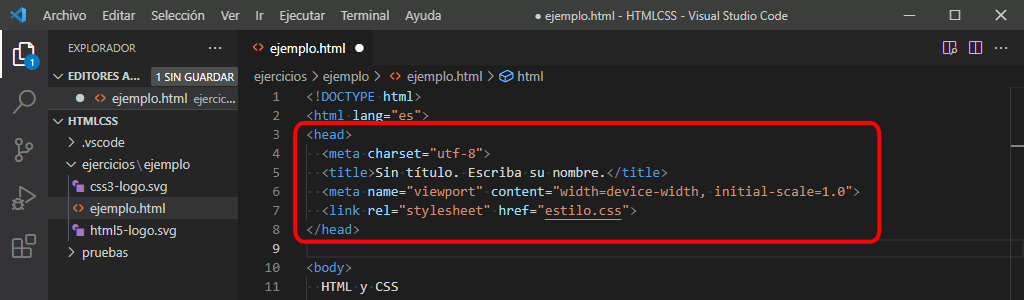 Archivo Editar Selección Ver Ir Ejecutar Terminal Ayuda ● ejemplo.html - HTMLCSS - Visual Studio Code
EXPLORADOR ···
EDITORES A... 1 SIN GUARDAR
● ejemplo.html ejercic...
HTMLCSS
.vscode
ejercicios\ejemplo
css3-logo.svg
ejemplo.html
html5-logo.svg
pruebas
1
ejemplo.html ●
ejercicios > ejemplo > ejemplo.html > html
1 <!DOCTYPE html>
2 <html lang="es">
3 <head>
4 <meta charset="utf-8">
5 <title>Sin título. Escriba su nombre.</title>
6 <meta name="viewport" content="width=device-width, initial-scale=1.0">
7 <link rel="stylesheet" href="estilo.css">
8 </head>
9
10 <body>
11 HTML y CSS